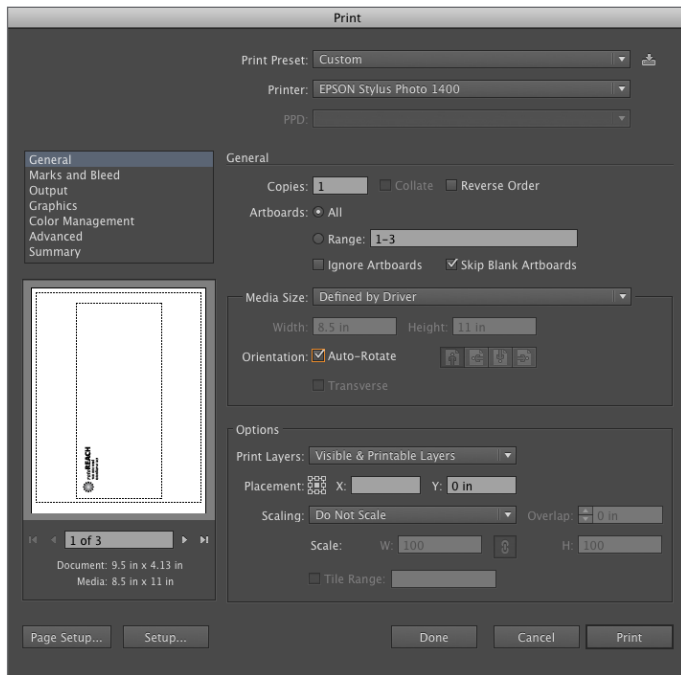 Print
Print Preset: Custom
Printer: EPSON Stylus Photo 1400
PPD:
General
Marks and Bleed
Output
Graphics
Color Management
Advanced
Summary
General
Copies: 1 Collate Reverse Order
Artboards: All
Range: 1-3
Ignore Artboards Skip Blank Artboards
Media Size: Defined by Driver
Width: 8.5 in Height: 11 in
Orientation: Auto-Rotate
Transverse
REACH
1 of 3
Document: 9.5 in x 4.13 in
Media: 8.5 in x 11 in
Options
Print Layers: Visible & Printable Layers
Placement: X: Y: 0 in
Scaling: Do Not Scale Overlap: 0 in
Scale: W: 100 H: 100
Tile Range:
Page Setup... Setup... Done Cancel Print